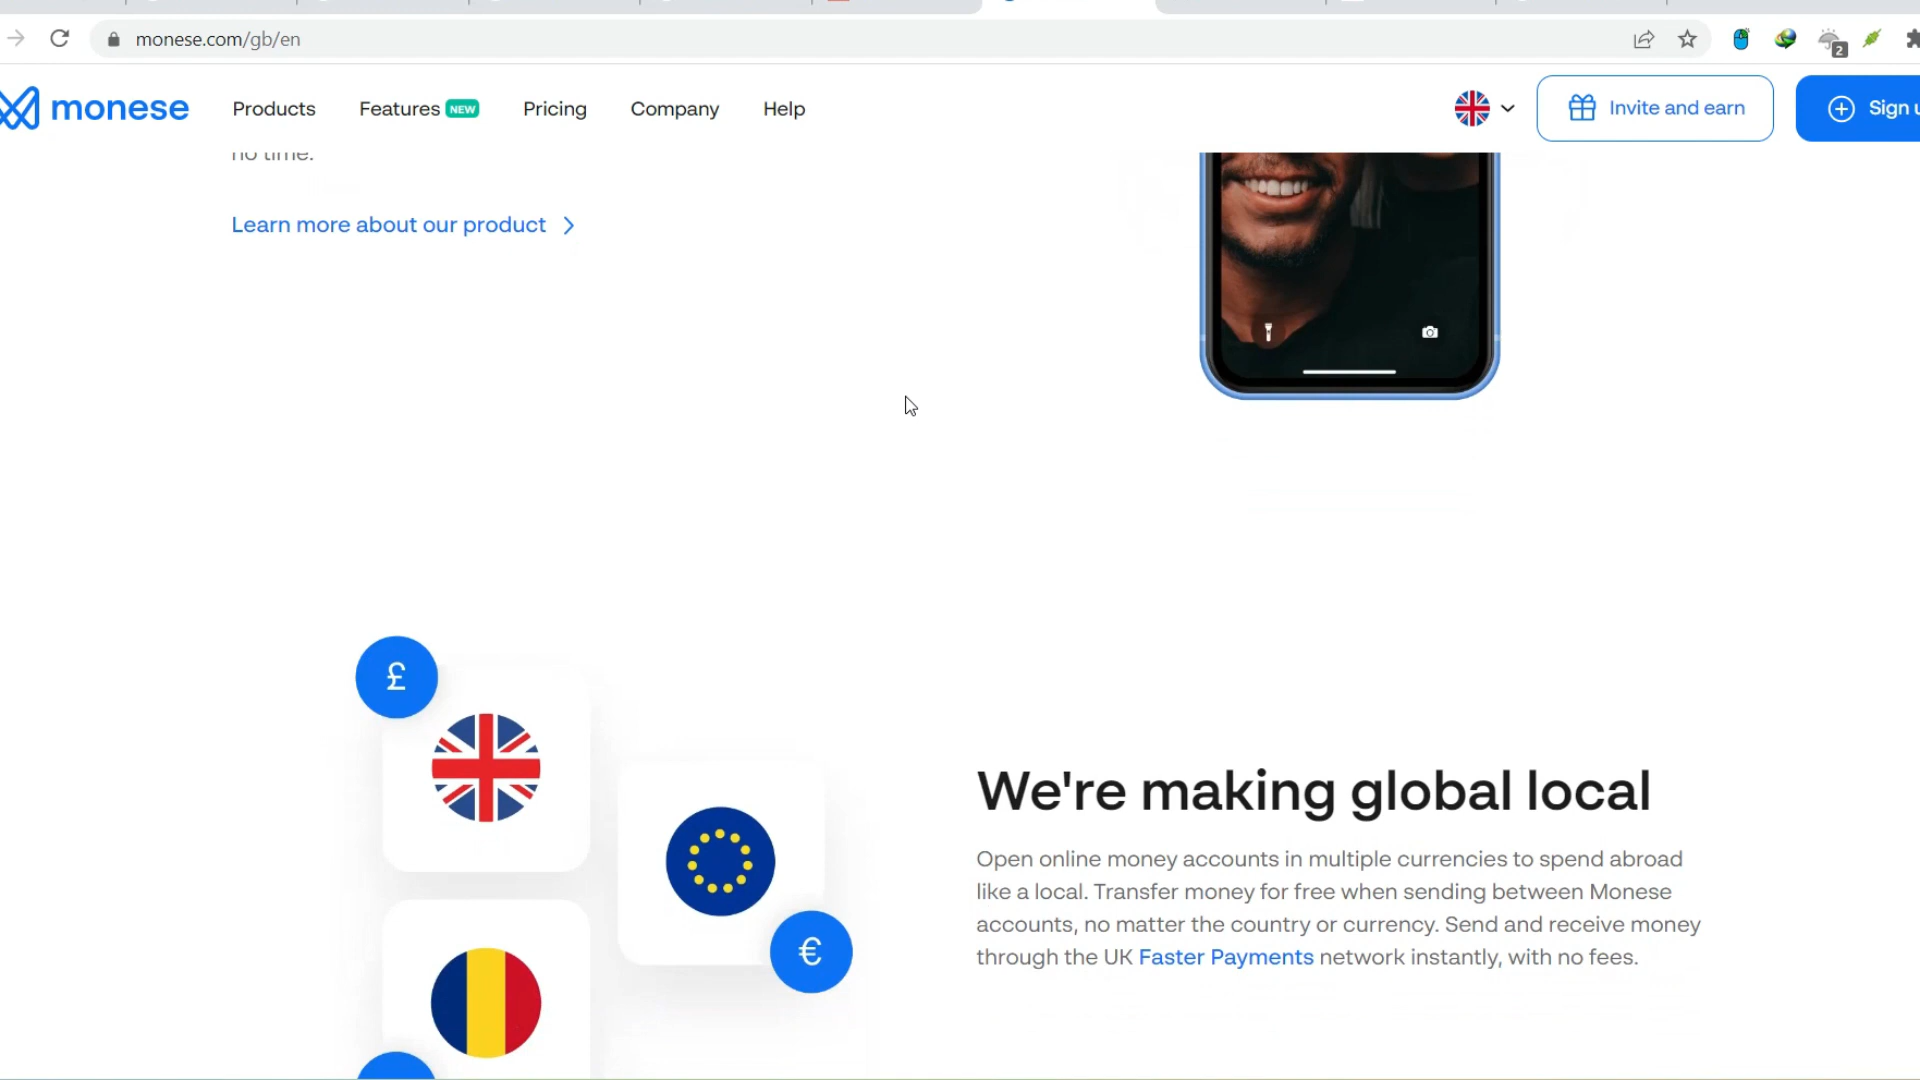 monese.com/gb/en
2
monese
Products
Features NEW
Pricing
Company
Help
Invite and earn
Sign
no time.
Learn more about our product
£
€
We're making global local
Open online money accounts in multiple currencies to spend abroad
like a local. Transfer money for free when sending between Monese
accounts, no matter the country or currency. Send and receive money
through the UK Faster Payments network instantly, with no fees.